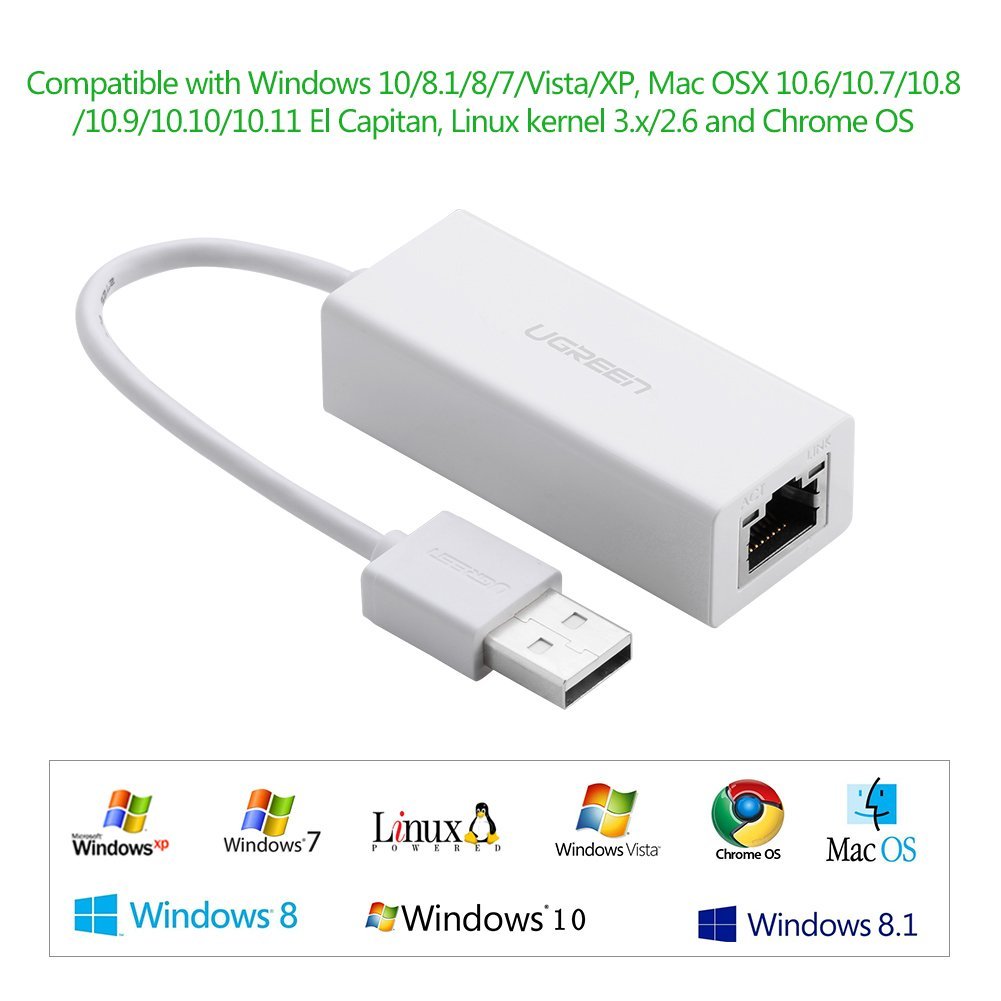 Compatible with Windows 10/8.1/8/7/Vista/XP, Mac OSX 10.6/10.7/10.8
/10.9/10.10/10.11 El Capitan, Linux kernel 3.x/2.6 and Chrome OS
UGREEN
LINK
ACT
UGREEN
Microsoft
Windows xp
Windows 7
Linux
POWERED
Windows Vista
Chrome OS
Mac OS
Windows 8
Windows 10
Windows 8.1